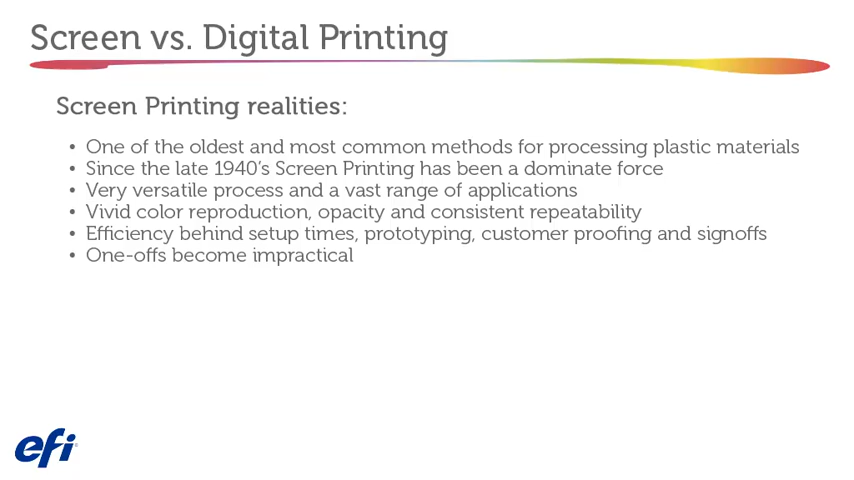 Screen vs. Digital Printing
Screen Printing realities:
• One of the oldest and most common methods for processing plastic materials
• Since the late 1940's Screen Printing has been a dominate force
• Very versatile process and a vast range of applications
• Vivid color reproduction, opacity and consistent repeatability
• Efficiency behind setup times, prototyping, customer proofing and signoffs
• One-offs become impractical
efi